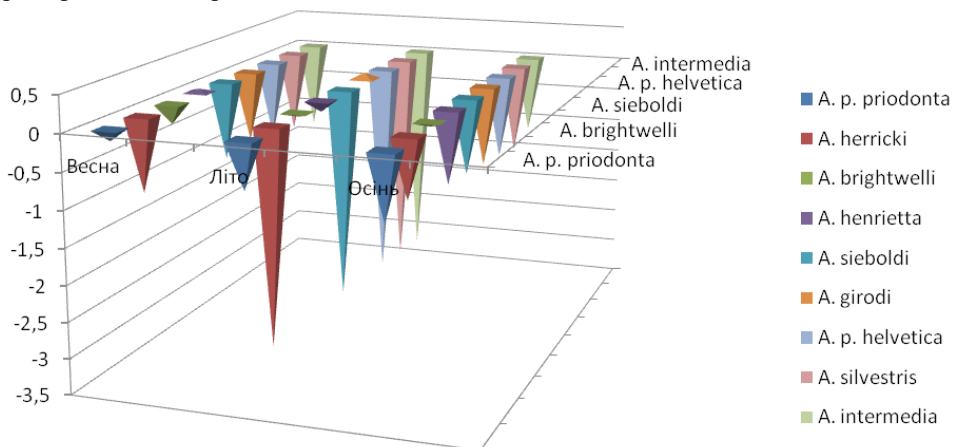 0,5
0
-0,5
-1
-1,5
-2
-2,5
-3
-3,5
Весна
Літо
Осінь
A. intermedia
A. p. helvetica
A. sieboldi
A. brightwelli
A. p. priodonta
A. p. priodonta
A. herricki
A. brightwelli
A. henrietta
A. sieboldi
A. girodi
A. p. helvetica
A. silvestris
A. intermedia